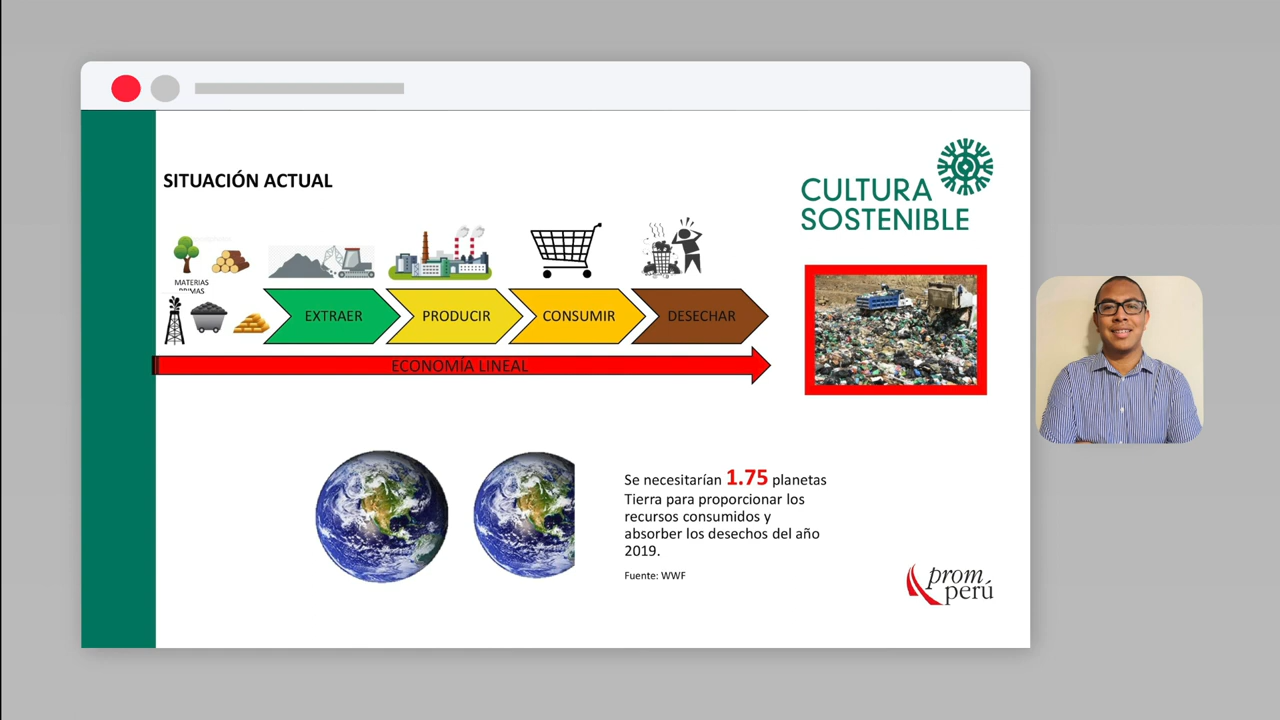 SITUACIÓN ACTUAL
CULTURA
SOSTENIBLE
MATERIAS
PRIMAS
EXTRAER
PRODUCIR
CONSUMIR
DESECHAR
ECONOMÍA LINEAL
Se necesitarían 1.75 planetas
Tierra para proporcionar los
recursos consumidos y
absorber los desechos del año
2019.
Fuente: WWF
prom
perú